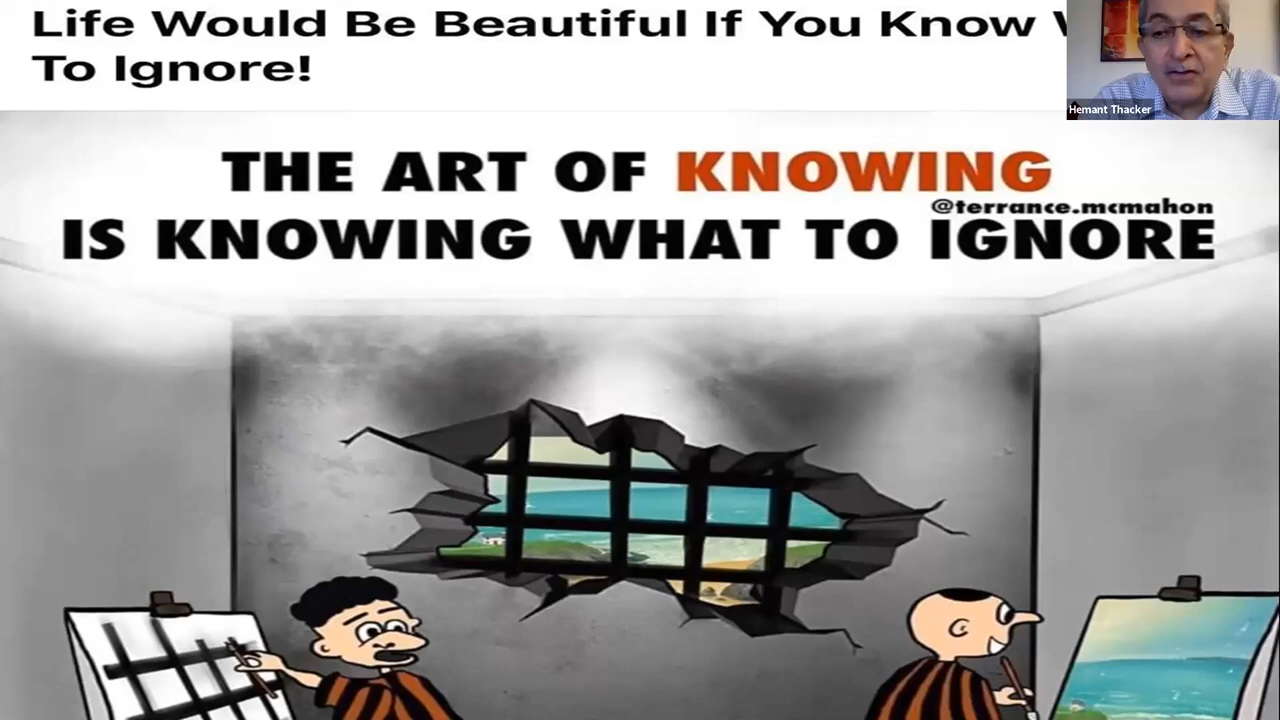 Life Would Be Beautiful If You Know
To Ignore!
Hemant Thacker
THE ART OF KNOWING
@terrance.mcmahon
IS KNOWING WHAT TO IGNORE